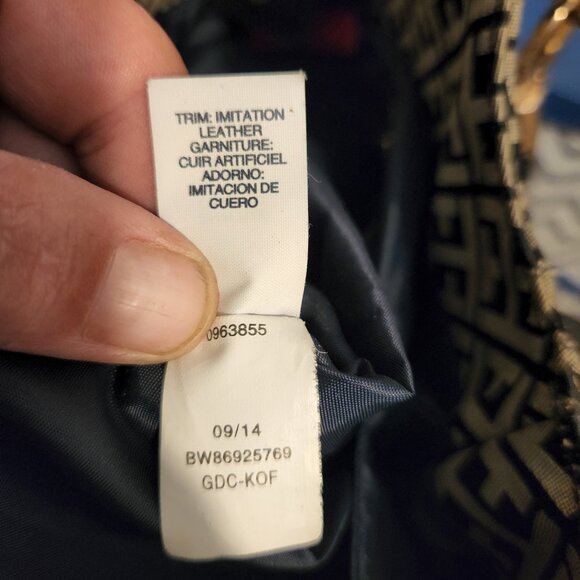 TRIM: IMITATION
LEATHER
GARNITURE:
CUIR ARTIFICIEL
ADORNO:
IMITACION DE
CUERO
0963855
09/14
BW86925769
GDC-KOF